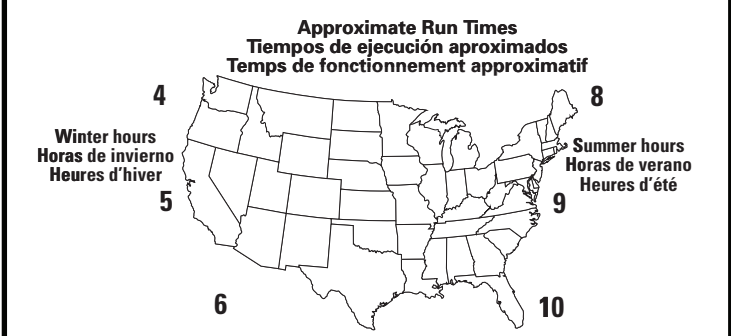 Approximate Run Times
Tiempos de ejecución aproximados
Temps de fonctionnement approximatif
4
8
Winter hours
Horas de invierno
Heures d'hiver
Summer hours
Horas de verano
Heures d'été
5
9
6
10